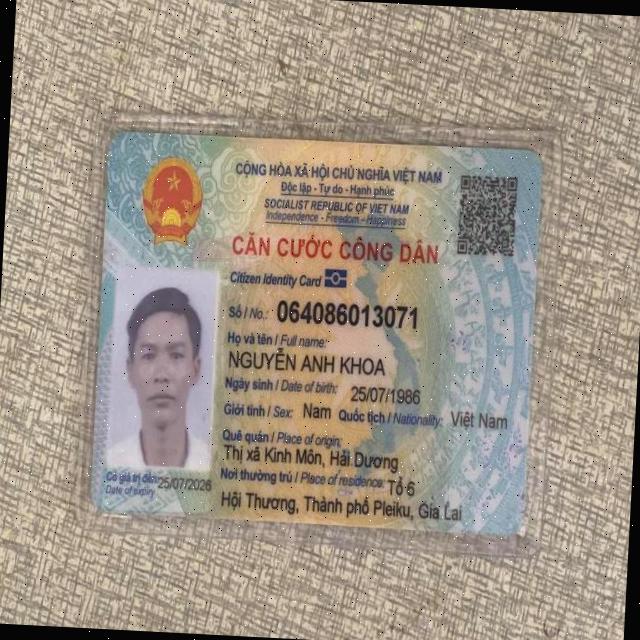 CỘNG HÒA XÃ HỘI CHỦ NGHĨA VIỆT NAM
Độc lập - Tự do - Hạnh phúc
SOCIALIST REPUBLIC OF VIET NAM
Independence - Freedom - Happiness
CĂN CƯỚC CÔNG DÂN
Citizen Identity Card
Số / No.: 064086013071
Họ và tên / Full name:
NGUYỄN ANH KHOA
Ngày sinh / Date of birth: 25/07/1986
Giới tính / Sex: Nam Quốc tịch / Nationality: Việt Nam
Quê quán / Place of origin:
Thị xã Kinh Môn, Hải Dương
Nơi thường trú / Place of residence: Tổ 6
Hội Thương, Thành phố Pleiku, Gia Lai
Có giá trị đến: 25/07/2026
Date of expiry